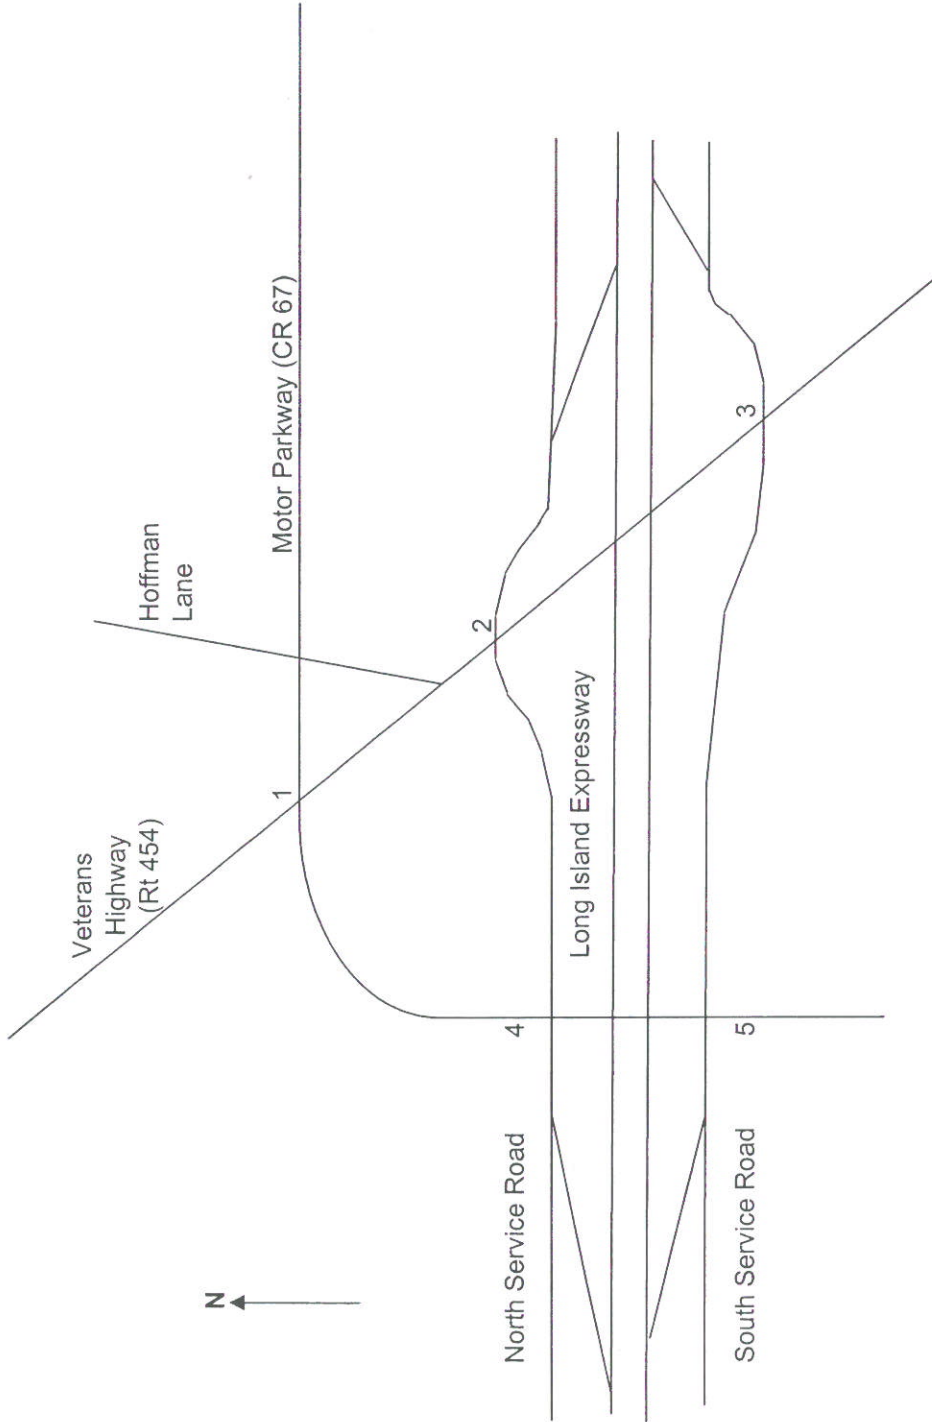 Veterans
Highway
(Rt 454)
Hoffman
Lane
Motor Parkway (CR 67)
1
2
3
Long Island Expressway
4
5
North Service Road
South Service Road
N